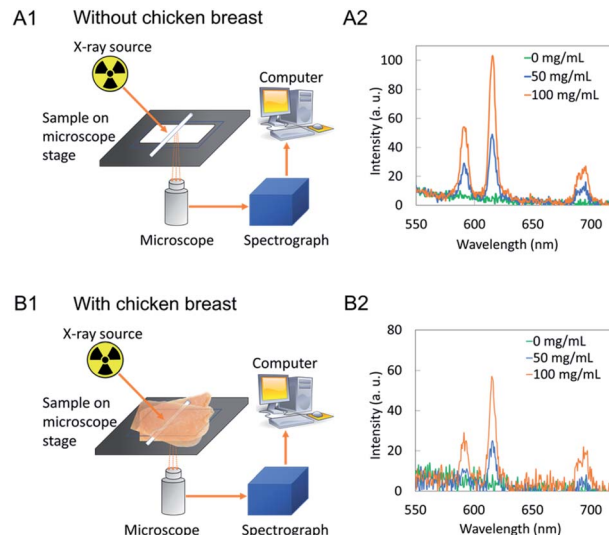 A1 Without chicken breast
X-ray source
Computer
Sample on
microscope
stage
Microscope
Spectrograph
A2
Intensity (a. u.)
100
80
60
40
20
0
0 mg/mL
50 mg/mL
100 mg/mL
550 600 650 700
Wavelength (nm)
B1 With chicken breast
X-ray source
Computer
Sample on
microscope
stage
Microscope
Spectrograph
B2
Intensity (a. u.)
80
60
40
20
0
0 mg/mL
50 mg/mL
100 mg/mL
550 600 650 700
Wavelength (nm)